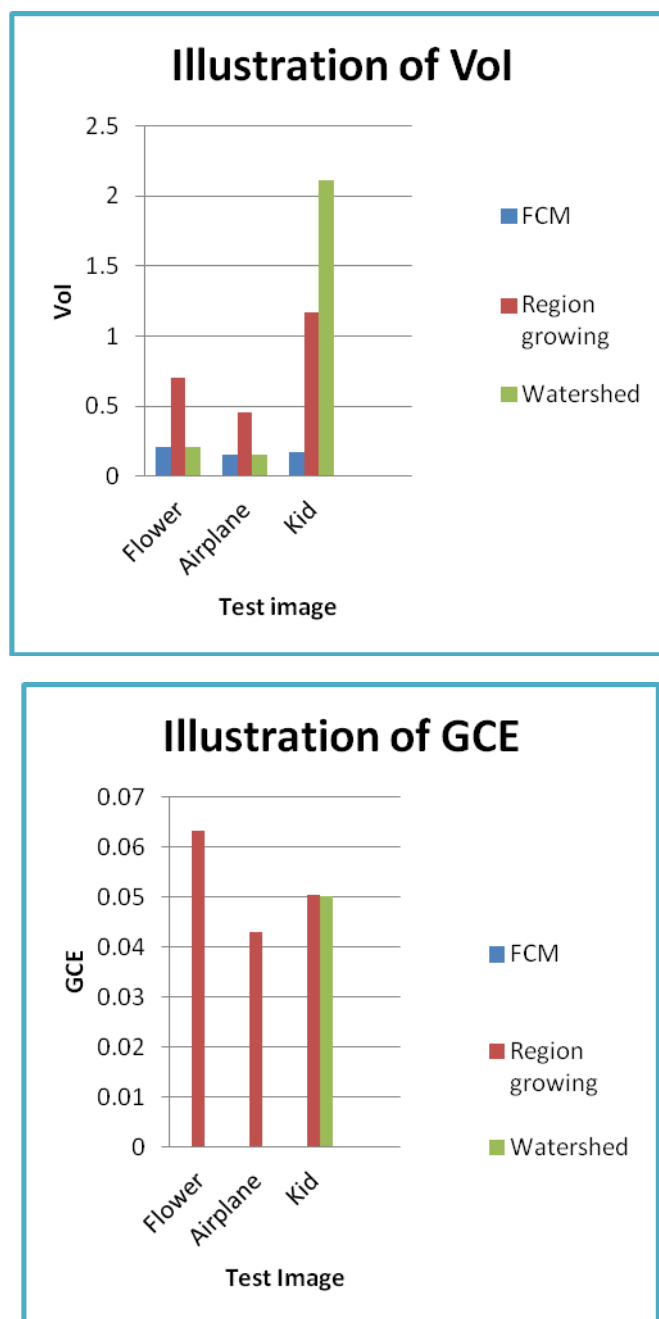 Illustration of VoI
2.5
2
1.5
1
0.5
0
VoI
Flower
Airplane
Kid
Test image
FCM
Region
growing
Watershed
Illustration of GCE
0.07
0.06
0.05
0.04
0.03
0.02
0.01
0
GCE
Flower
Airplane
Kid
Test Image
FCM
Region
growing
Watershed